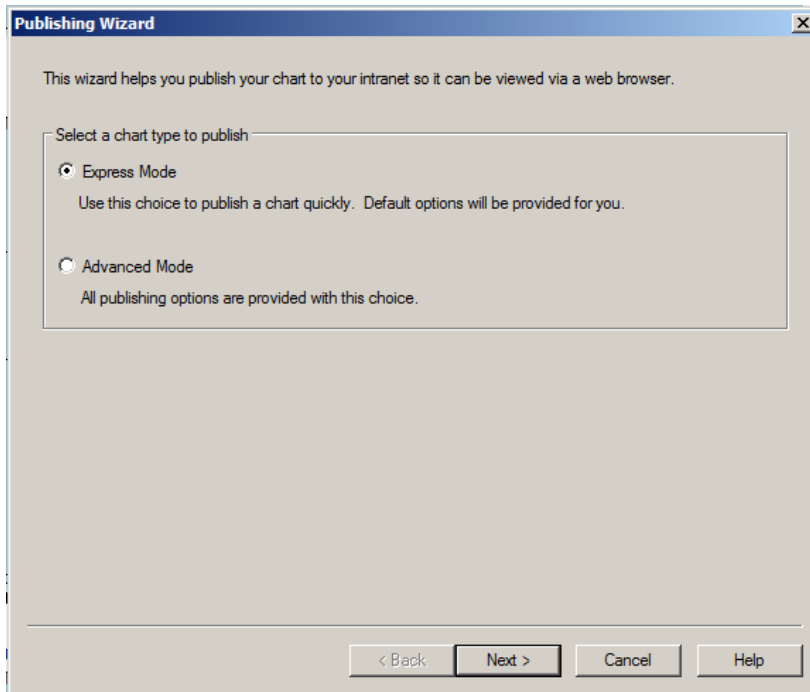 Publishing Wizard
This wizard helps you publish your chart to your intranet so it can be viewed via a web browser.
Select a chart type to publish
Express Mode
Use this choice to publish a chart quickly.  Default options will be provided for you.
Advanced Mode
All publishing options are provided with this choice.
< Back
Next >
Cancel
Help